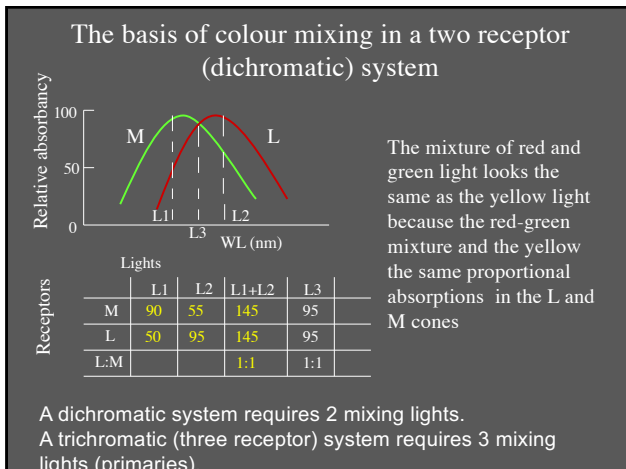 The basis of colour mixing in a two receptor
(dichromatic) system
Relative absorbancy
100
50
0
M
L
L1
L2
L3
WL (nm)
The mixture of red and
green light looks the
same as the yellow light
because the red-green
mixture and the yellow
the same proportional
absorptions in the L and
M cones
Lights
Receptors
L1 L2 L1+L2 L3
M 90 55 145 95
L 50 95 145 95
L:M 1:1 1:1
A dichromatic system requires 2 mixing lights.
A trichromatic (three receptor) system requires 3 mixing
lights (primaries)